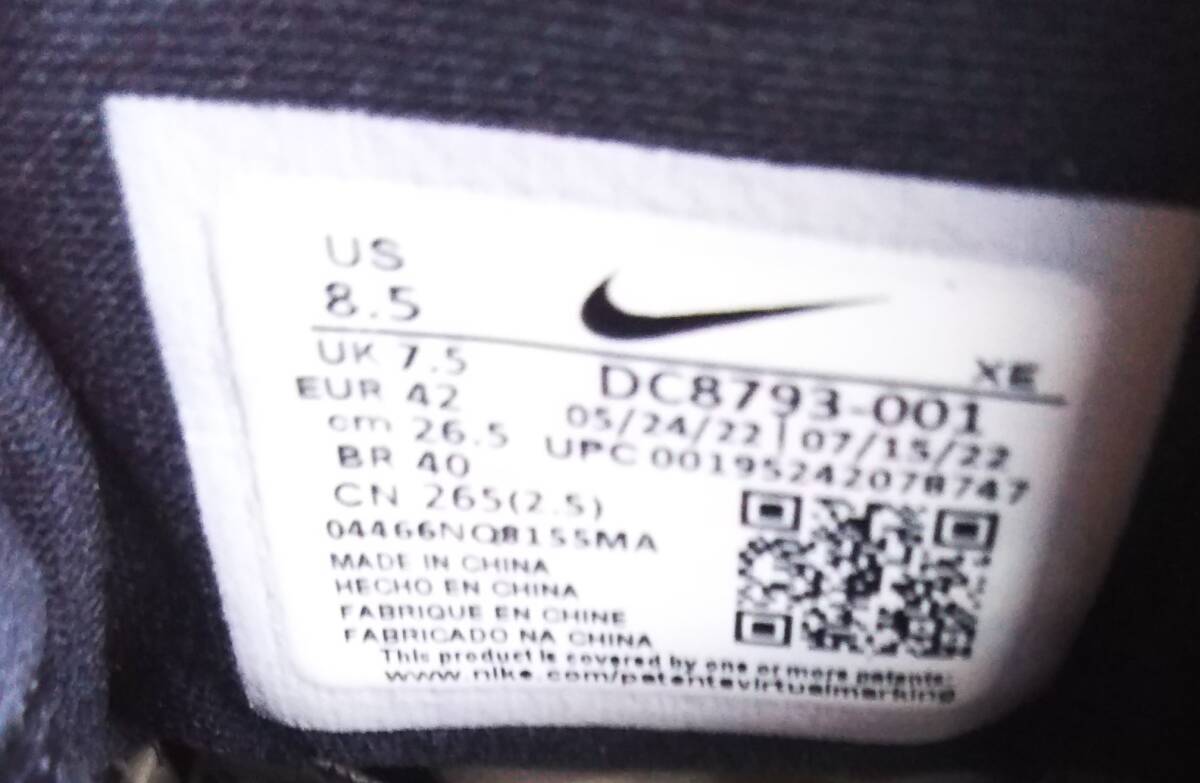 US
8.5
XE
UK 7.5
EUR 42
cm 26.5
BR 40
CN 265(2.5)
DC8793-001
05/24/22 | 07/15/22
UPC 00195242078747
04466NQ8155MA
MADE IN CHINA
HECHO EN CHINA
FABRIQUE EN CHINE
FABRICADO NA CHINA
This product is covered by one or more patents:
www.nike.com/patentsvirtualmarking